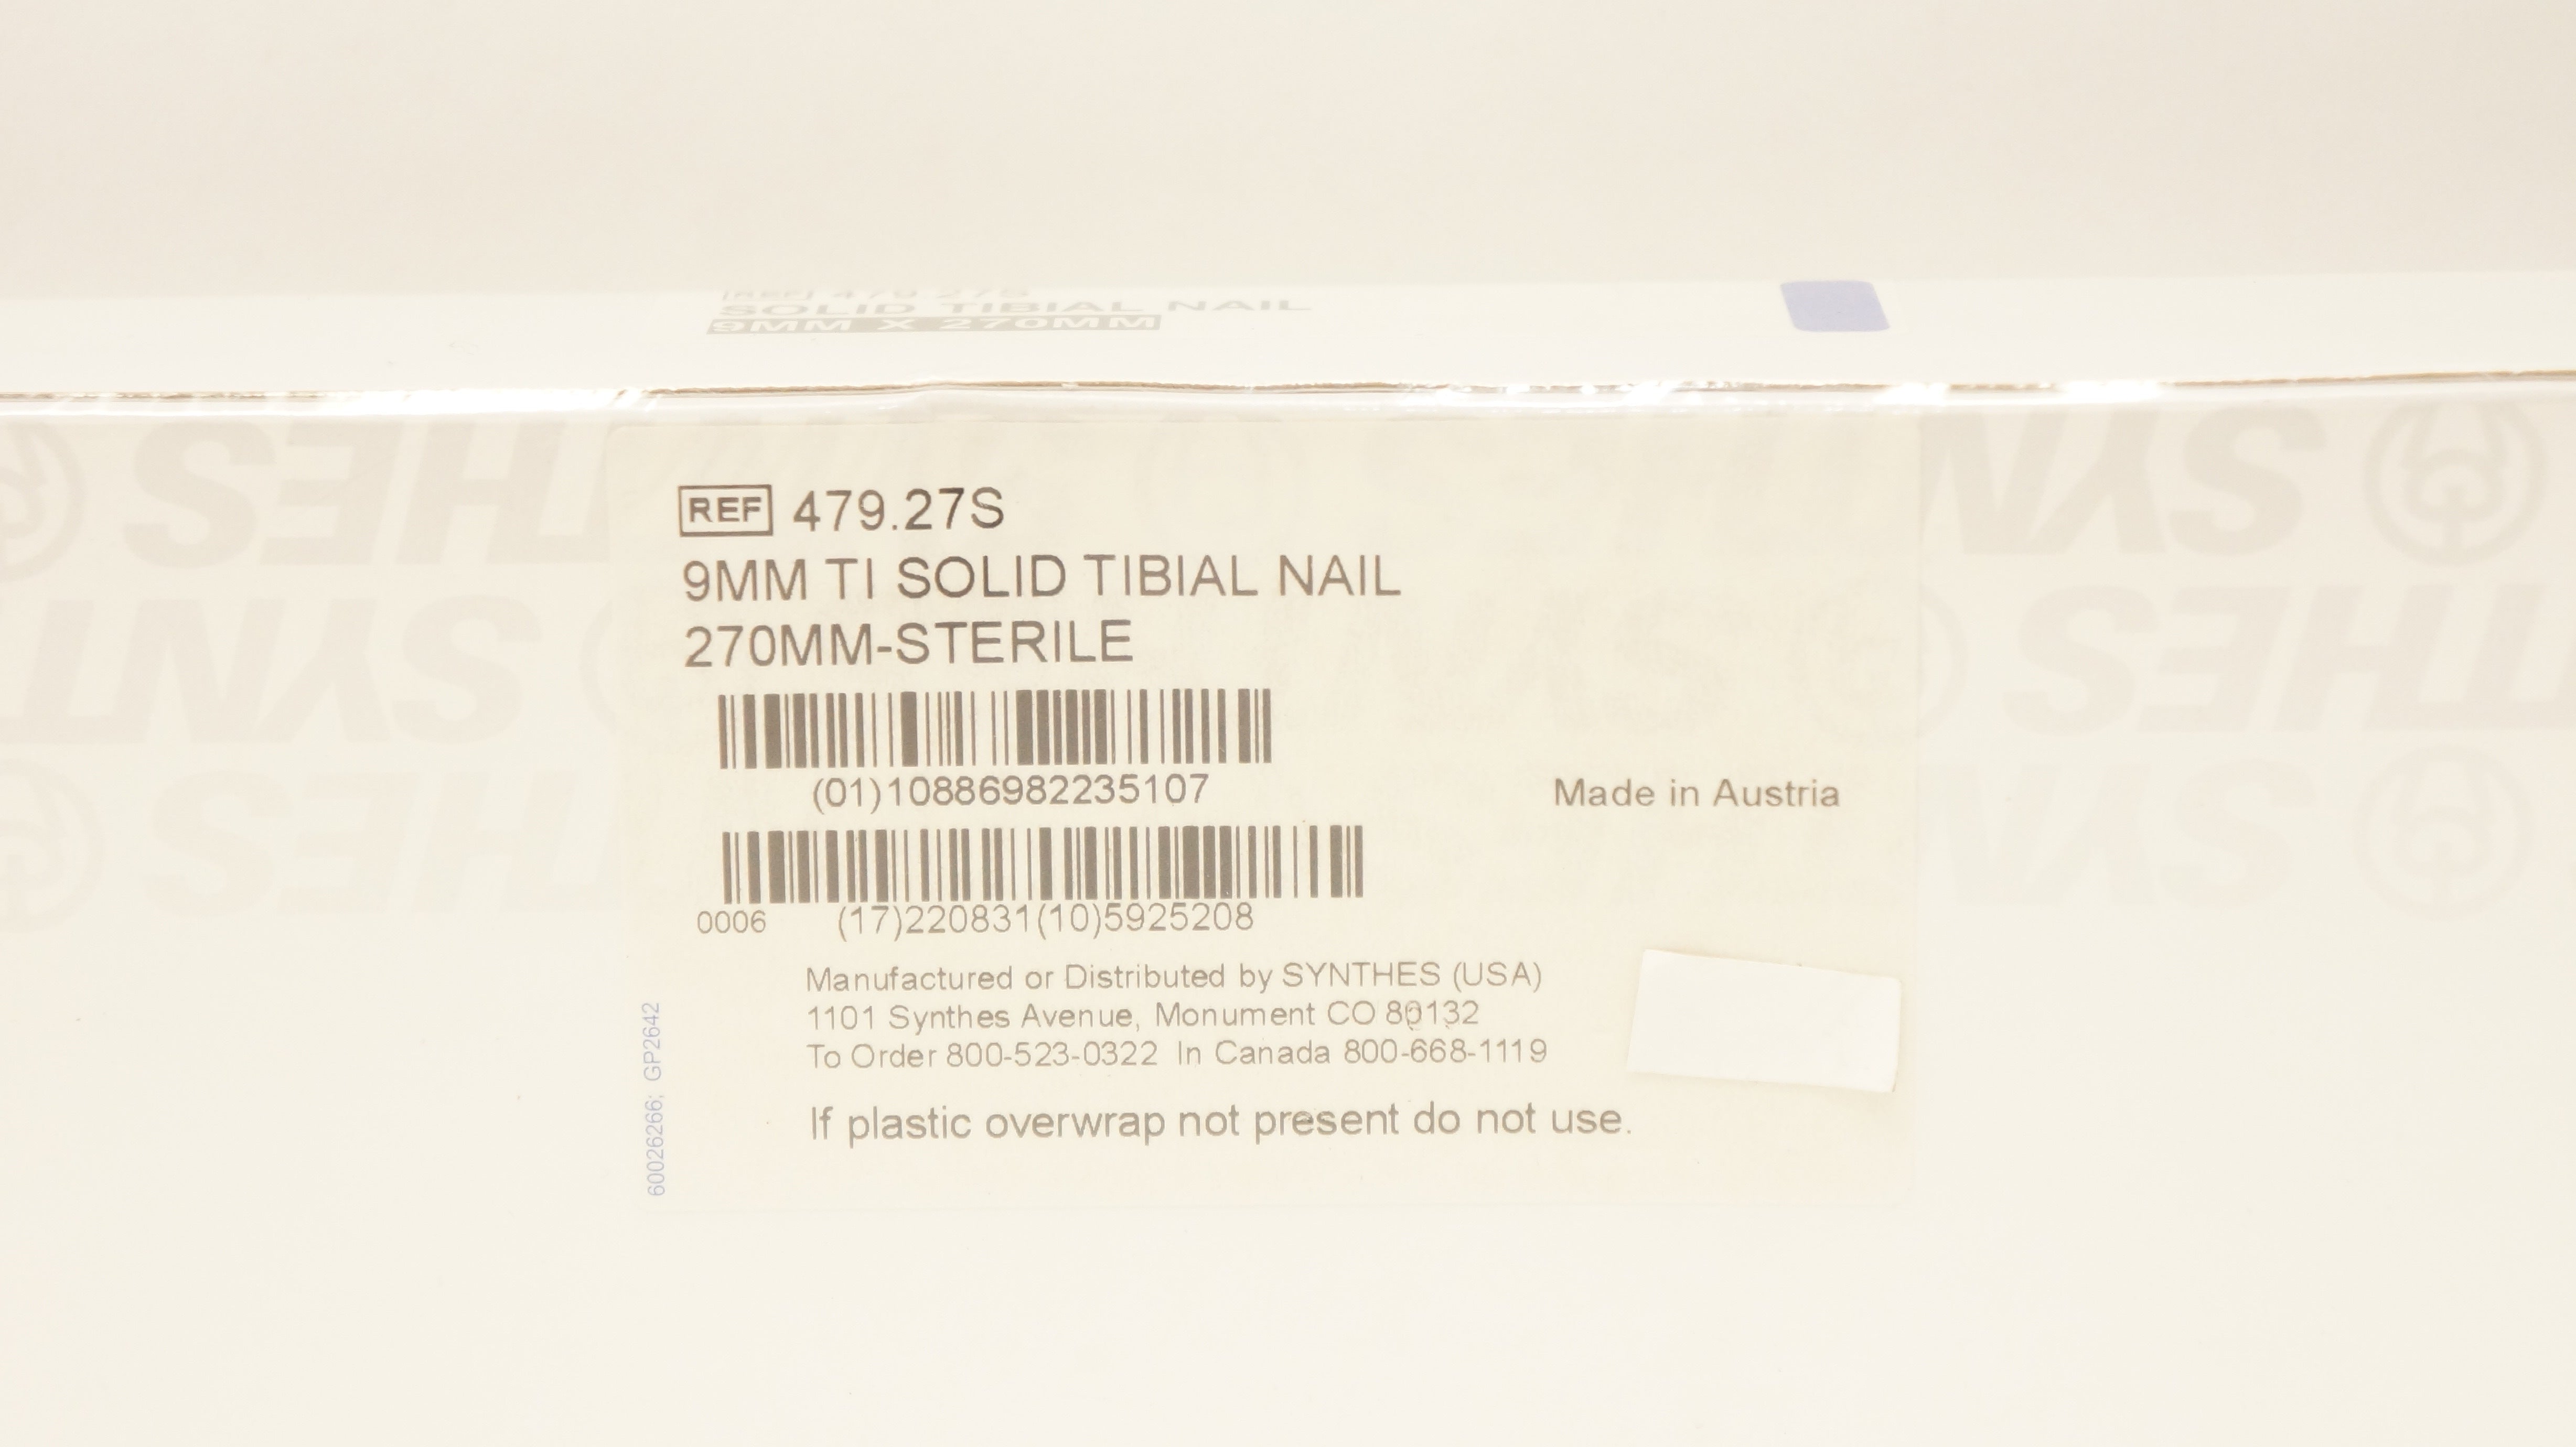 REF 479 27S
SOLID TIBIAL NAIL
9MM X 270MM
SYNTHES
REF 479.27S
9MM TI SOLID TIBIAL NAIL
270MM-STERILE
(01)10886982235107
Made in Austria
0006 (17)220831(10)5925208
Manufactured or Distributed by SYNTHES (USA)
1101 Synthes Avenue, Monument CO 80132
To Order 800-523-0322 In Canada 800-668-1119
If plastic overwrap not present do not use.
60026266; GP2642